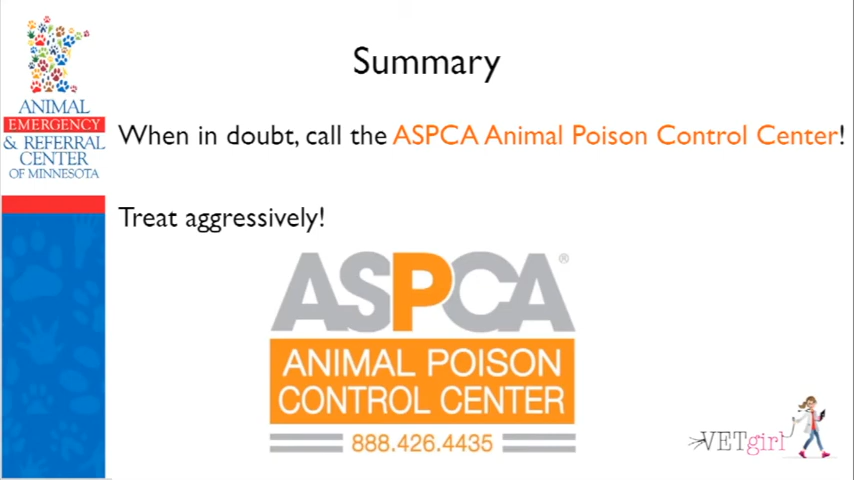 Summary
ANIMAL
EMERGENCY
& REFERRAL
CENTER
OF MINNESOTA
When in doubt, call the ASPCA Animal Poison Control Center!
Treat aggressively!
ASPCA®
ANIMAL POISON
CONTROL CENTER
888.426.4435
VETgirl